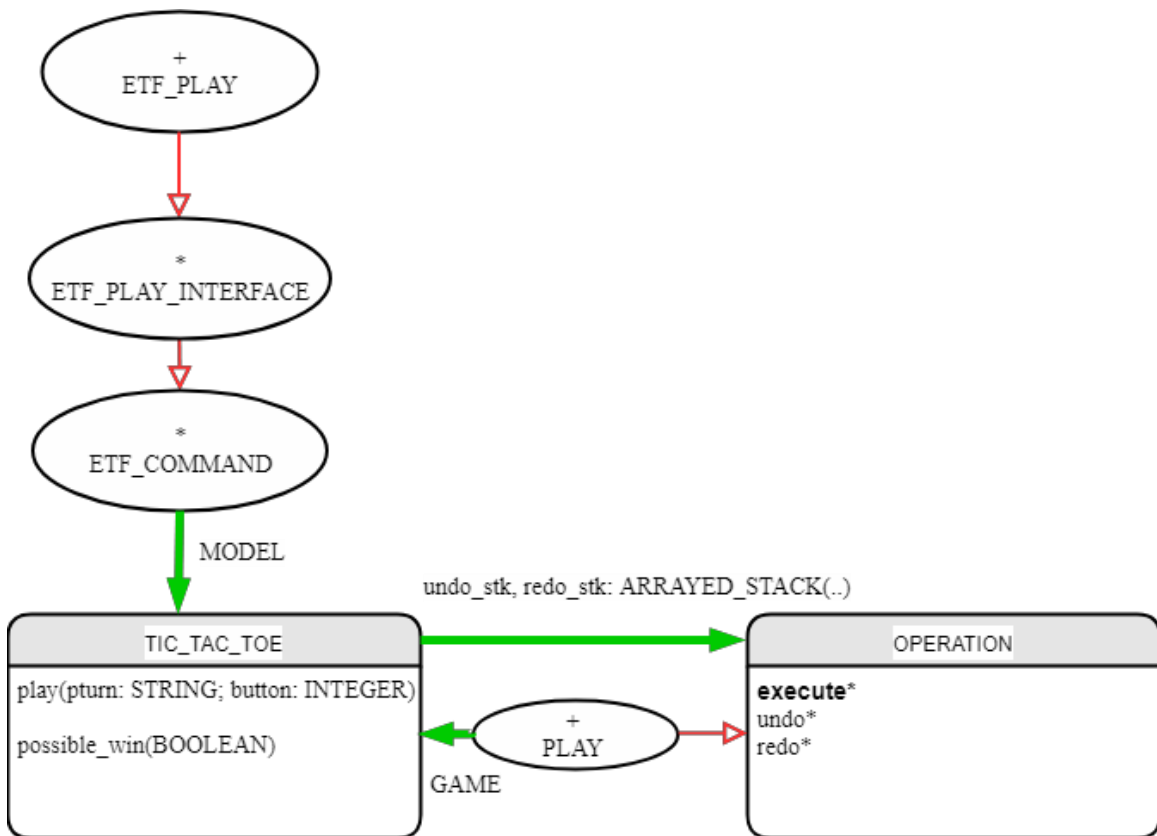 +
ETF_PLAY
*
ETF_PLAY_INTERFACE
*
ETF_COMMAND
MODEL
undo_stk, redo_stk: ARRAYED_STACK(..)
TIC_TAC_TOE
play(pturn: STRING; button: INTEGER)
possible_win(BOOLEAN)
+
PLAY
GAME
OPERATION
execute*
undo*
redo*